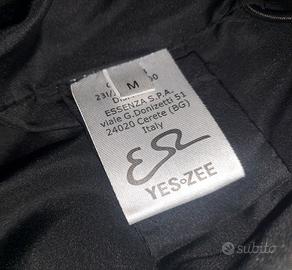 M
ESSENZA S.P.A.
viale G.Donizetti 51
24020 Cerete (BG)
Italy
YES ZEE
subito